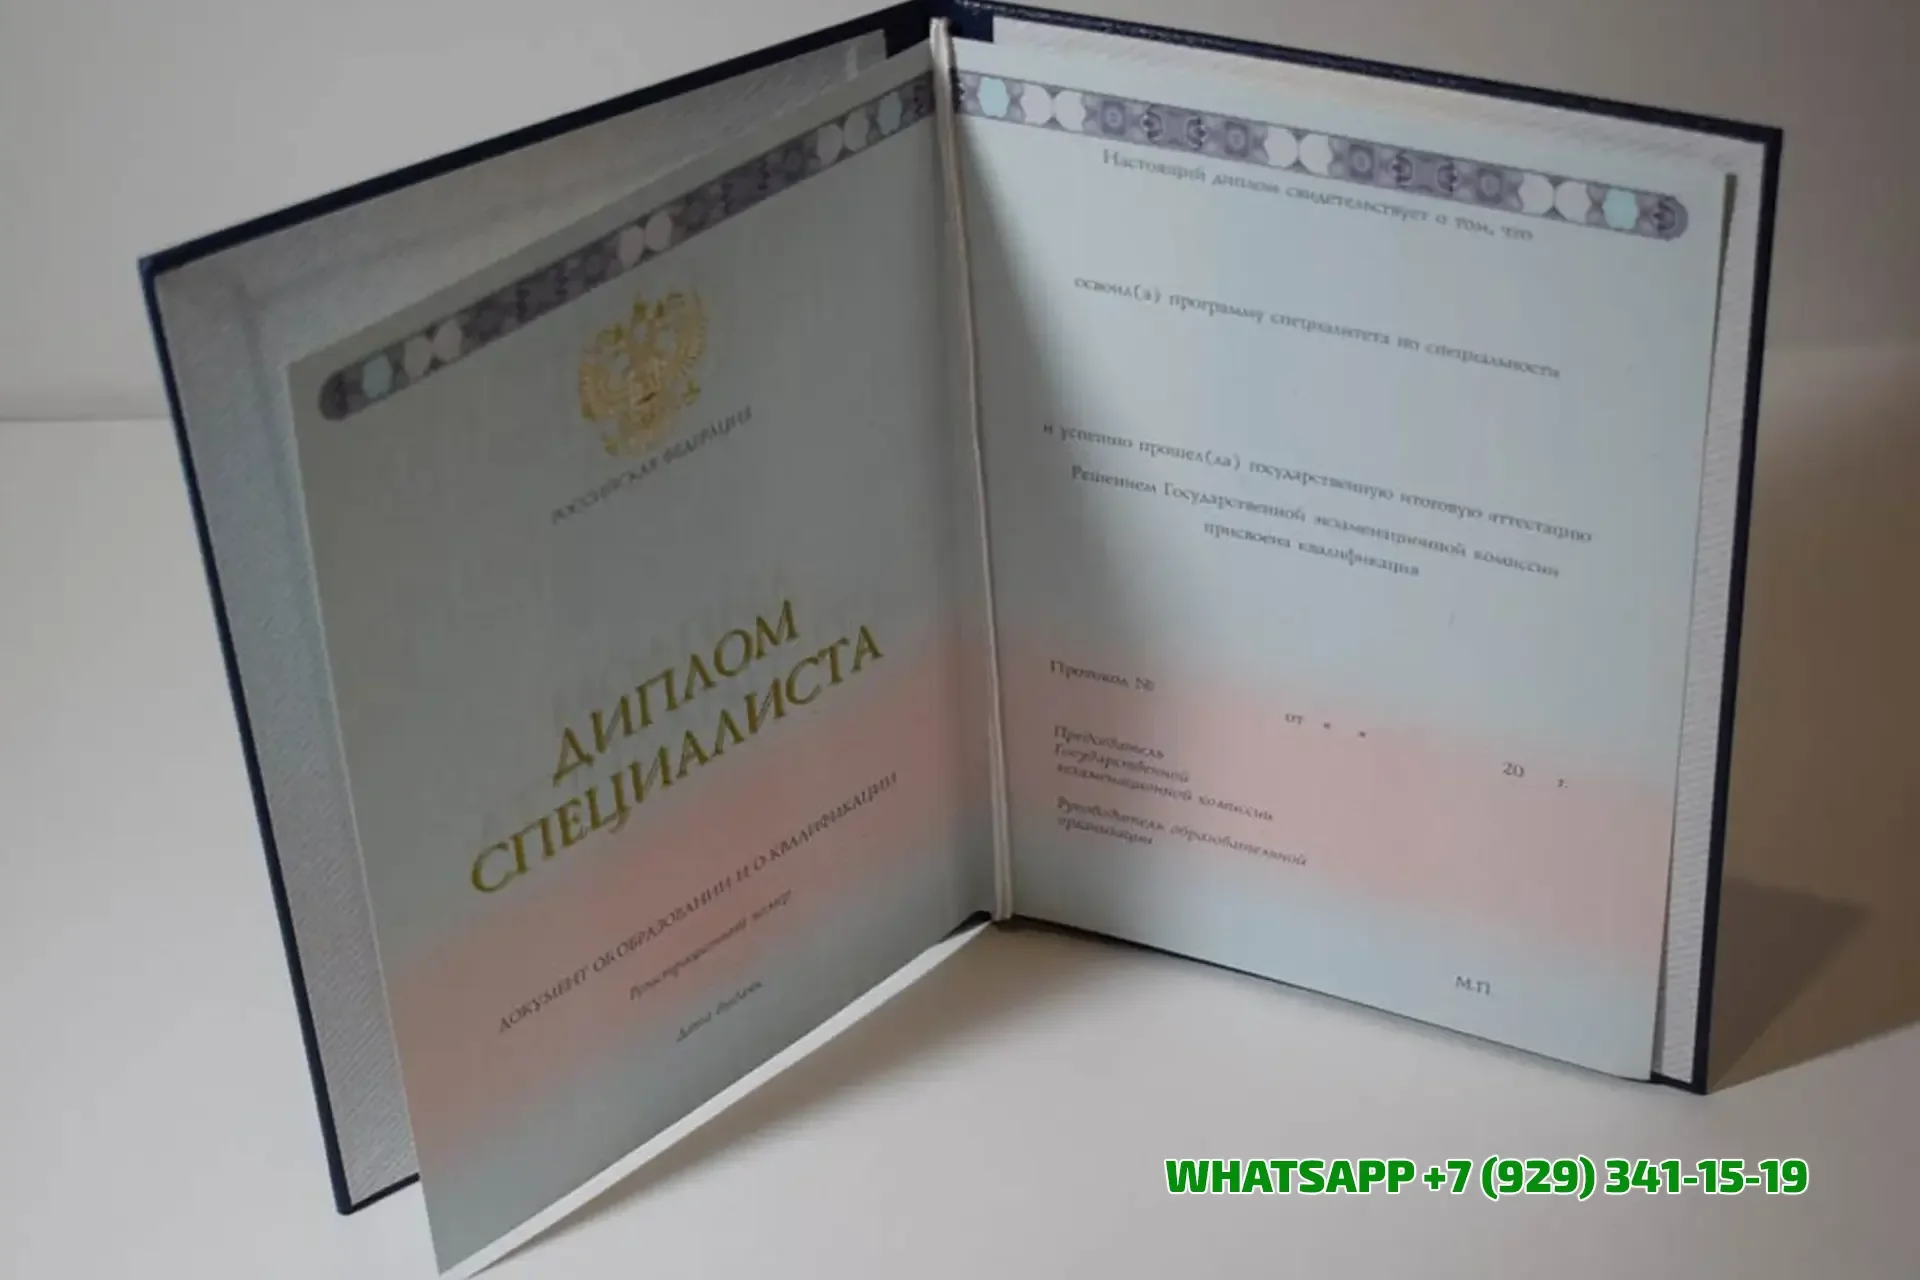 РОССИЙСКАЯ ФЕДЕРАЦИЯ
ДИПЛОМ
СПЕЦИАЛИСТА
ДОКУМЕНТ ОБ ОБРАЗОВАНИИ И О КВАЛИФИКАЦИИ
Регистрационный номер
Дата выдачи
Настоящий диплом свидетельствует о том, что
освоил(а) программу специалитета по специальности
и успешно прошел(ла) государственную итоговую аттестацию
Решением Государственной экзаменационной комиссии
присвоена квалификация
Протокол №
от « » 20 г.
Председатель
Государственной
экзаменационной комиссии
Руководитель образовательной
организации
М.П.
WHATSAPP +7 (929) 341-15-19